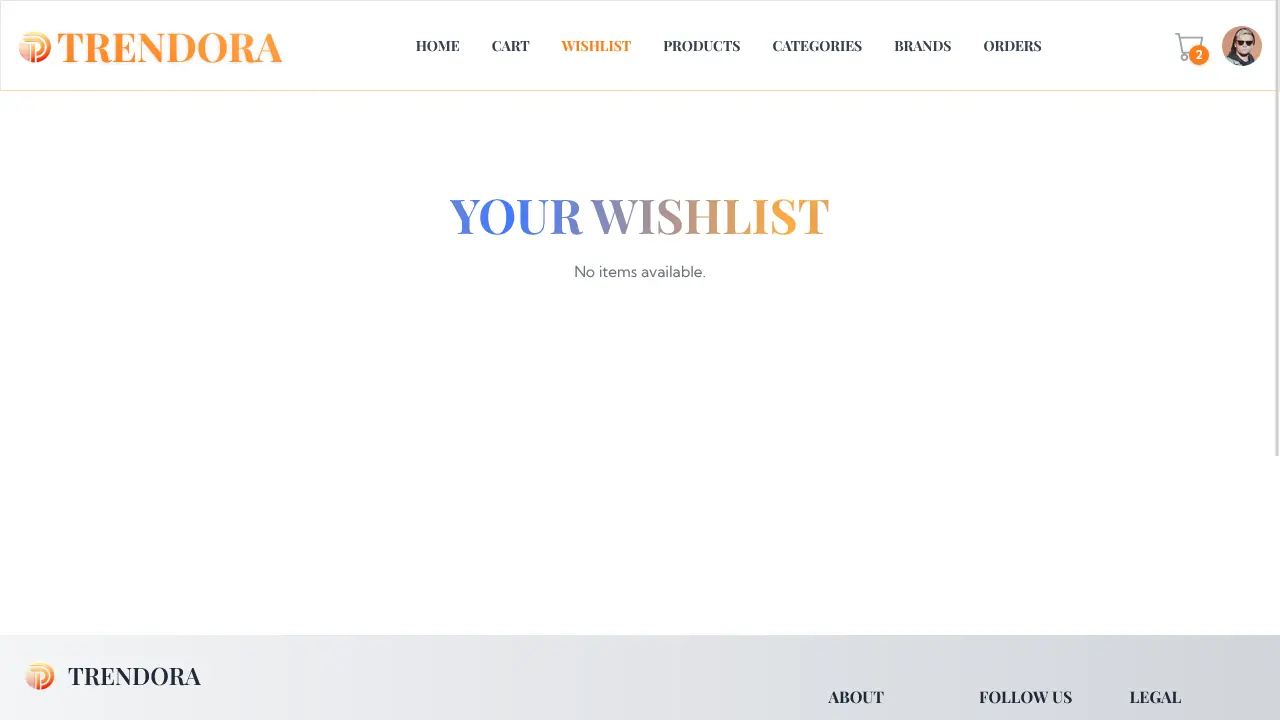 TRENDORA
HOME CART WISHLIST PRODUCTS CATEGORIES BRANDS ORDERS
2
YOUR WISHLIST
No items available.
TRENDORA
ABOUT FOLLOW US LEGAL